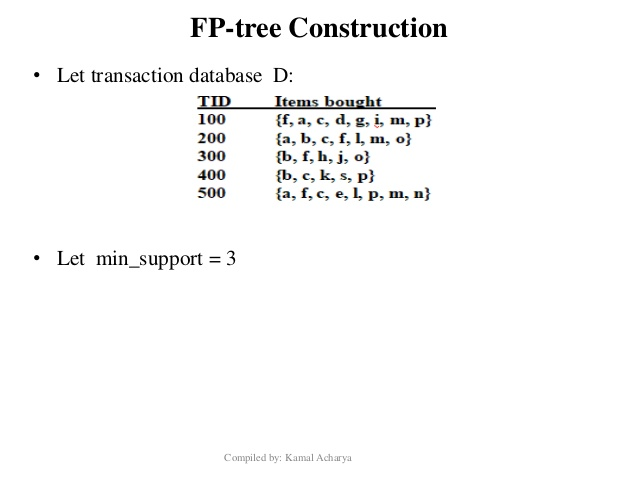 FP-tree Construction
• Let transaction database D:
TID Items bought
100 {f, a, c, d, g, i, m, p}
200 {a, b, c, f, l, m, o}
300 {b, f, h, j, o}
400 {b, c, k, s, p}
500 {a, f, c, e, l, p, m, n}
• Let min_support = 3
Compiled by: Kamal Acharya